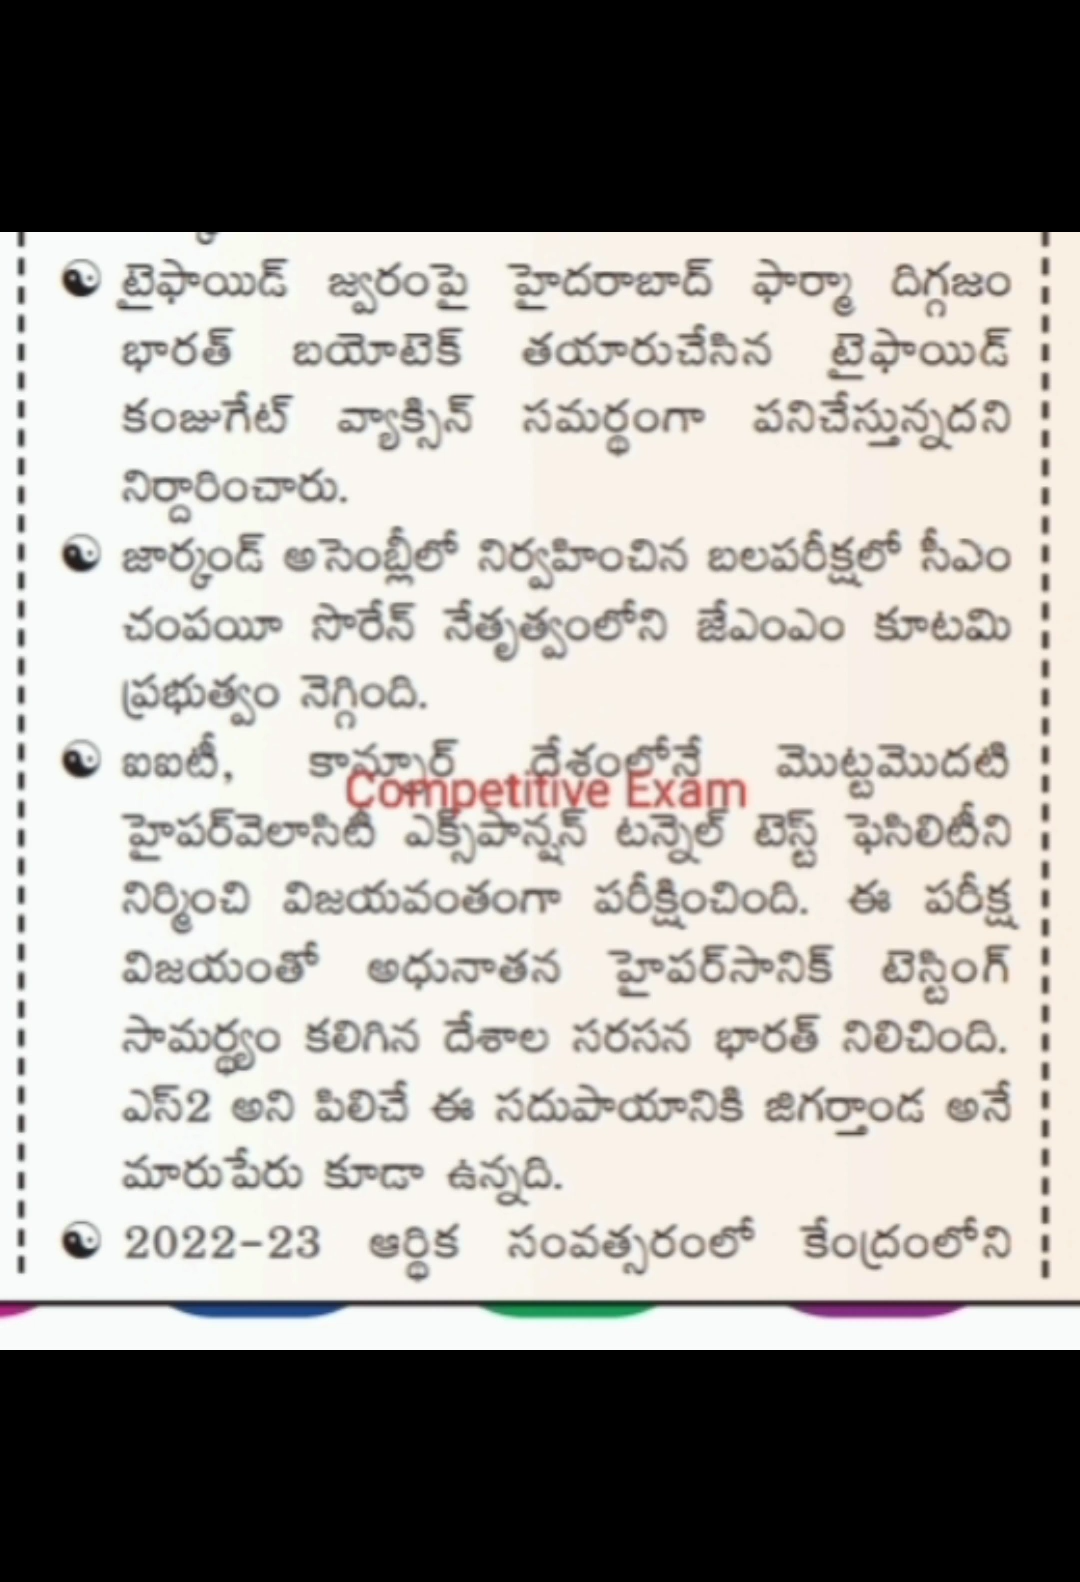 టైఫాయిడ్ జ్వరంపై హైదరాబాద్ ఫార్మా దిగ్గజం
భారత్ బయోటెక్ తయారుచేసిన టైఫాయిడ్
కంజుగేట్ వ్యాక్సిన్ సమర్థంగా పనిచేస్తున్నదని
నిర్దారించారు.
జార్కండ్ అసెంబ్లీలో నిర్వహించిన బలపరీక్షలో సీఎం
చంపయీ సొరేన్ నేతృత్వంలోని జేఎంఎం కూటమి
ప్రభుత్వం నెగ్గింది.
ఐఐటీ, కాన్పూర్ దేశంలోనే మొట్టమొదటి
Competitive Exam
హైపర్‌వెలాసిటీ ఎక్స్‌పాన్షన్ టన్నెల్ టెస్ట్ ఫెసిలిటీని
నిర్మించి విజయవంతంగా పరీక్షించింది. ఈ పరీక్ష
విజయంతో అధునాతన హైపర్‌సానిక్ టెస్టింగ్
సామర్థ్యం కలిగిన దేశాల సరసన భారత్ నిలిచింది.
ఎస్2 అని పిలిచే ఈ సదుపాయానికి జిగర్తాండ అనే
మారుపేరు కూడా ఉన్నది.
2022-23 ఆర్థిక సంవత్సరంలో కేంద్రంలోని